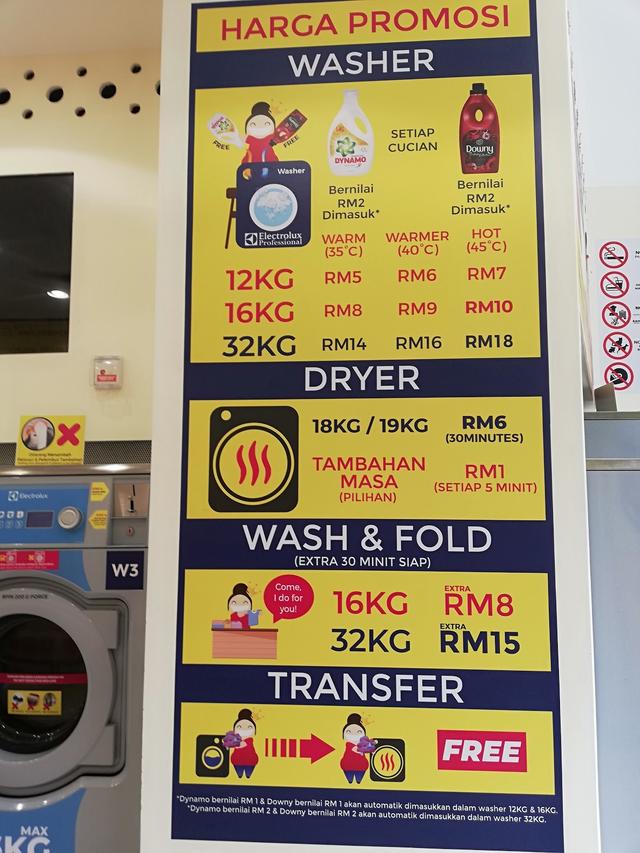 HARGA PROMOSI
WASHER
FREE
FREE
DYNAMO
SETIAP
CUCIAN
Downy
Washer
Electrolux
Professional
Bernilai
RM2
Dimasuk*
Bernilai
RM2
Dimasuk*
WARM
(35°C)
WARMER
(40°C)
HOT
(45°C)
12KG RM5 RM6 RM7
16KG RM8 RM9 RM10
32KG RM14 RM16 RM18
DRYER
18KG / 19KG RM6
(30MINUTES)
TAMBAHAN
MASA
(PILIHAN)
RM1
(SETIAP 5 MINIT)
WASH & FOLD
(EXTRA 30 MINIT SIAP)
Come,
I do for
you!
16KG EXTRA RM8
32KG EXTRA RM15
TRANSFER
FREE
*Dynamo bernilai RM 1 & Downy bernilai RM 1 akan automatik dimasukkan dalam washer 12KG & 16KG.
*Dynamo bernilai RM 2 & Downy bernilai RM 2 akan automatik dimasukkan dalam washer 32KG.
Electrolux
W3
MAX
KG